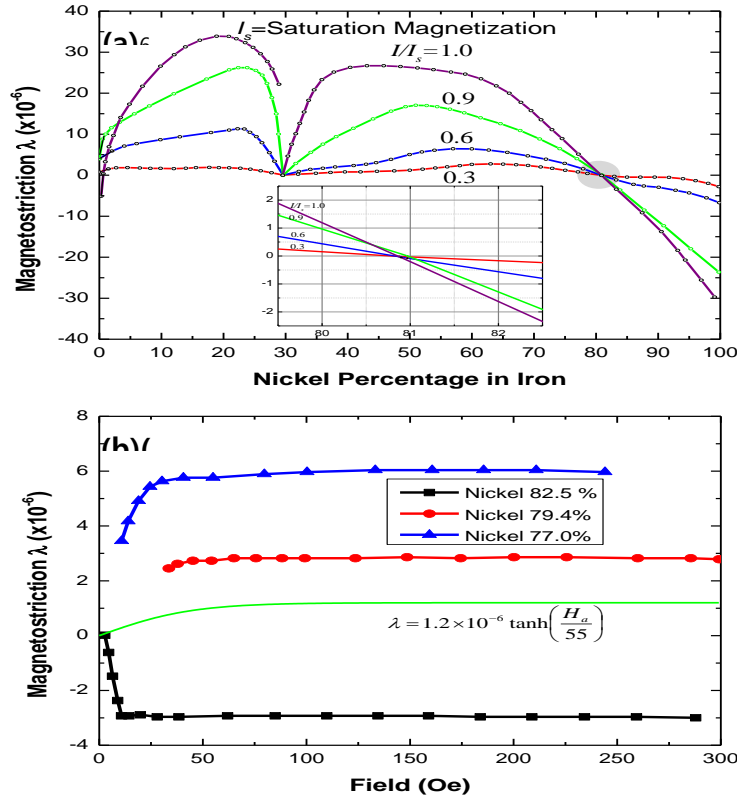 40
(a)
I_s=Saturation Magnetization
30
I/I_s=1.0
20
0.9
10
0.6
0
0.3
-10
-20
-30
-40
2
I/I_s=1.0
0.9
1
0.6
0.3
0
-1
-2
80 81 82
0 10 20 30 40 50 60 70 80 90 100
Magnetostriction λ (x10⁻⁶)
Nickel Percentage in Iron
8
(b)(
6
4
2
0
-2
-4
Nickel 82.5 %
Nickel 79.4%
Nickel 77.0%
λ = 1.2×10⁻⁶ tanh(H_a/55)
0 50 100 150 200 250 300
Magnetostriction λ (x10⁻⁶)
Field (Oe)